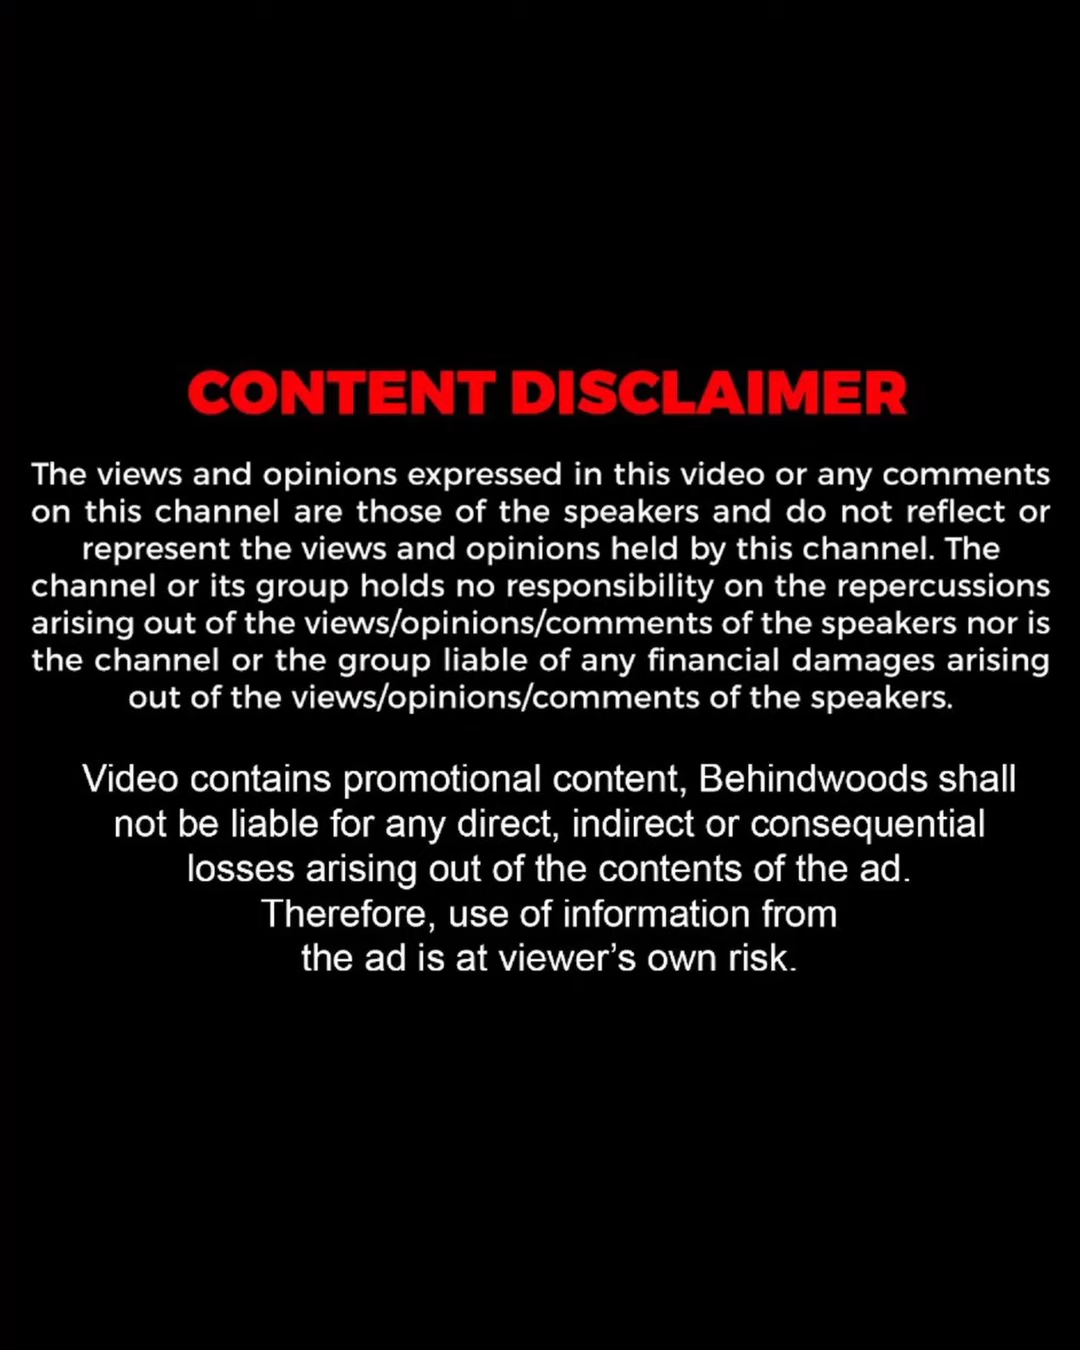 CONTENT DISCLAIMER
The views and opinions expressed in this video or any comments
on this channel are those of the speakers and do not reflect or
represent the views and opinions held by this channel. The
channel or its group holds no responsibility on the repercussions
arising out of the views/opinions/comments of the speakers nor is
the channel or the group liable of any financial damages arising
out of the views/opinions/comments of the speakers.
Video contains promotional content, Behindwoods shall
not be liable for any direct, indirect or consequential
losses arising out of the contents of the ad.
Therefore, use of information from
the ad is at viewer’s own risk.